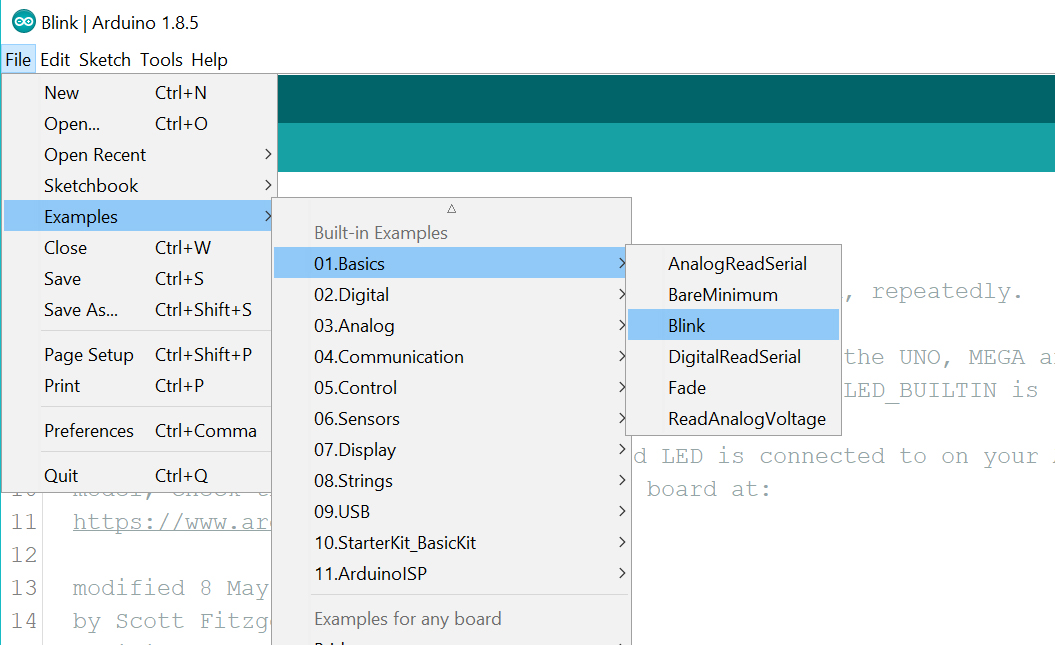 Blink | Arduino 1.8.5
File Edit Sketch Tools Help
New Ctrl+N
Open... Ctrl+O
Open Recent
Sketchbook
Examples
Close Ctrl+W
Save Ctrl+S
Save As... Ctrl+Shift+S
Page Setup Ctrl+Shift+P
Print Ctrl+P
Preferences Ctrl+Comma
Quit Ctrl+Q
Built-in Examples
01.Basics
02.Digital
03.Analog
04.Communication
05.Control
06.Sensors
07.Display
08.Strings
09.USB
10.StarterKit_BasicKit
11.ArduinoISP
Examples for any board
AnalogReadSerial
BareMinimum
Blink
DigitalReadSerial
Fade
ReadAnalogVoltage
, repeatedly.
the UNO, MEGA a
LED_BUILTIN is
d LED is connected to on your
board at:
11 https://www.ar
12
13 modified 8 May
14 by Scott Fitzg